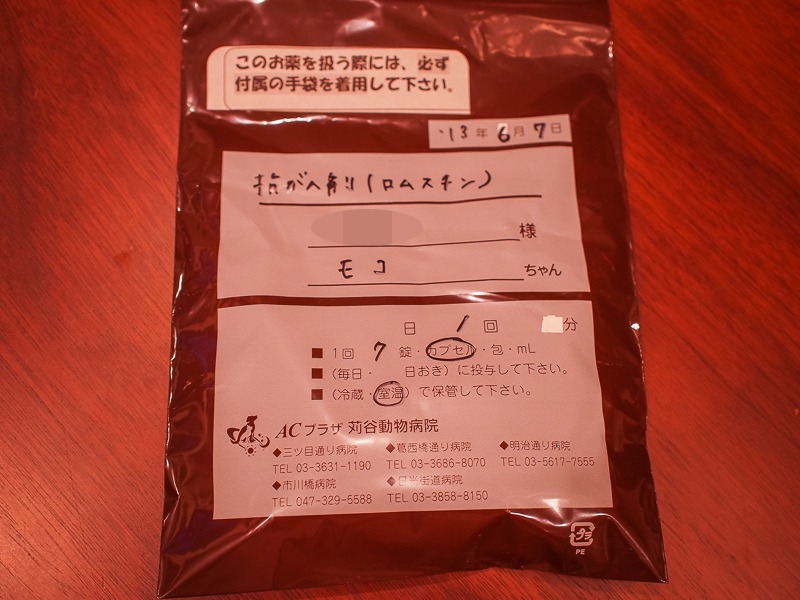 このお薬を扱う際には、必ず
付属の手袋を着用して下さい。
'13年6月7日
抗がん剤(ロムスチン)
様
モコ ちゃん
日 1 回 分
■ 1回 7 錠・カプセル・包・mL
■ (毎日・ 日おき)に投与して下さい。
■ (冷蔵・室温)で保管して下さい。
ACプラザ 苅谷動物病院
◆三ツ目通り病院 ◆葛西橋通り病院 ◆明治通り病院
TEL 03-3631-1190 TEL 03-3686-8070 TEL 03-5617-7555
◆市川橋病院 ◆日光街道病院
TEL 047-329-5588 TEL 03-3858-8150
プラ
PE